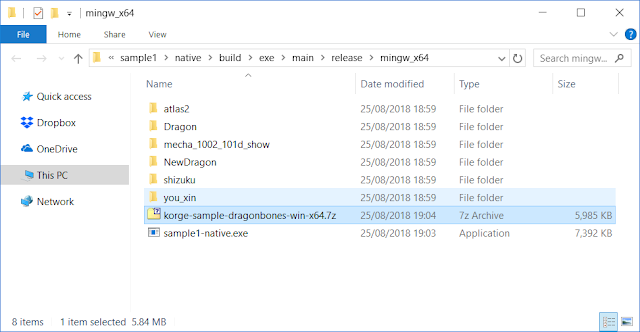 mingw_x64
File Home Share View
« sample1 > native > build > exe > main > release > mingw_x64
Search mingw...
Name Date modified Type Size
Quick access
Dropbox
OneDrive
This PC
Network
atlas2 25/08/2018 18:59 File folder
Dragon 25/08/2018 18:59 File folder
mecha_1002_101d_show 25/08/2018 18:59 File folder
NewDragon 25/08/2018 18:59 File folder
shizuku 25/08/2018 18:59 File folder
you_xin 25/08/2018 18:59 File folder
korge-sample-dragonbones-win-x64.7z 25/08/2018 19:04 7z Archive 5,985 KB
sample1-native.exe 25/08/2018 19:03 Application 7,392 KB
8 items 1 item selected 5.84 MB